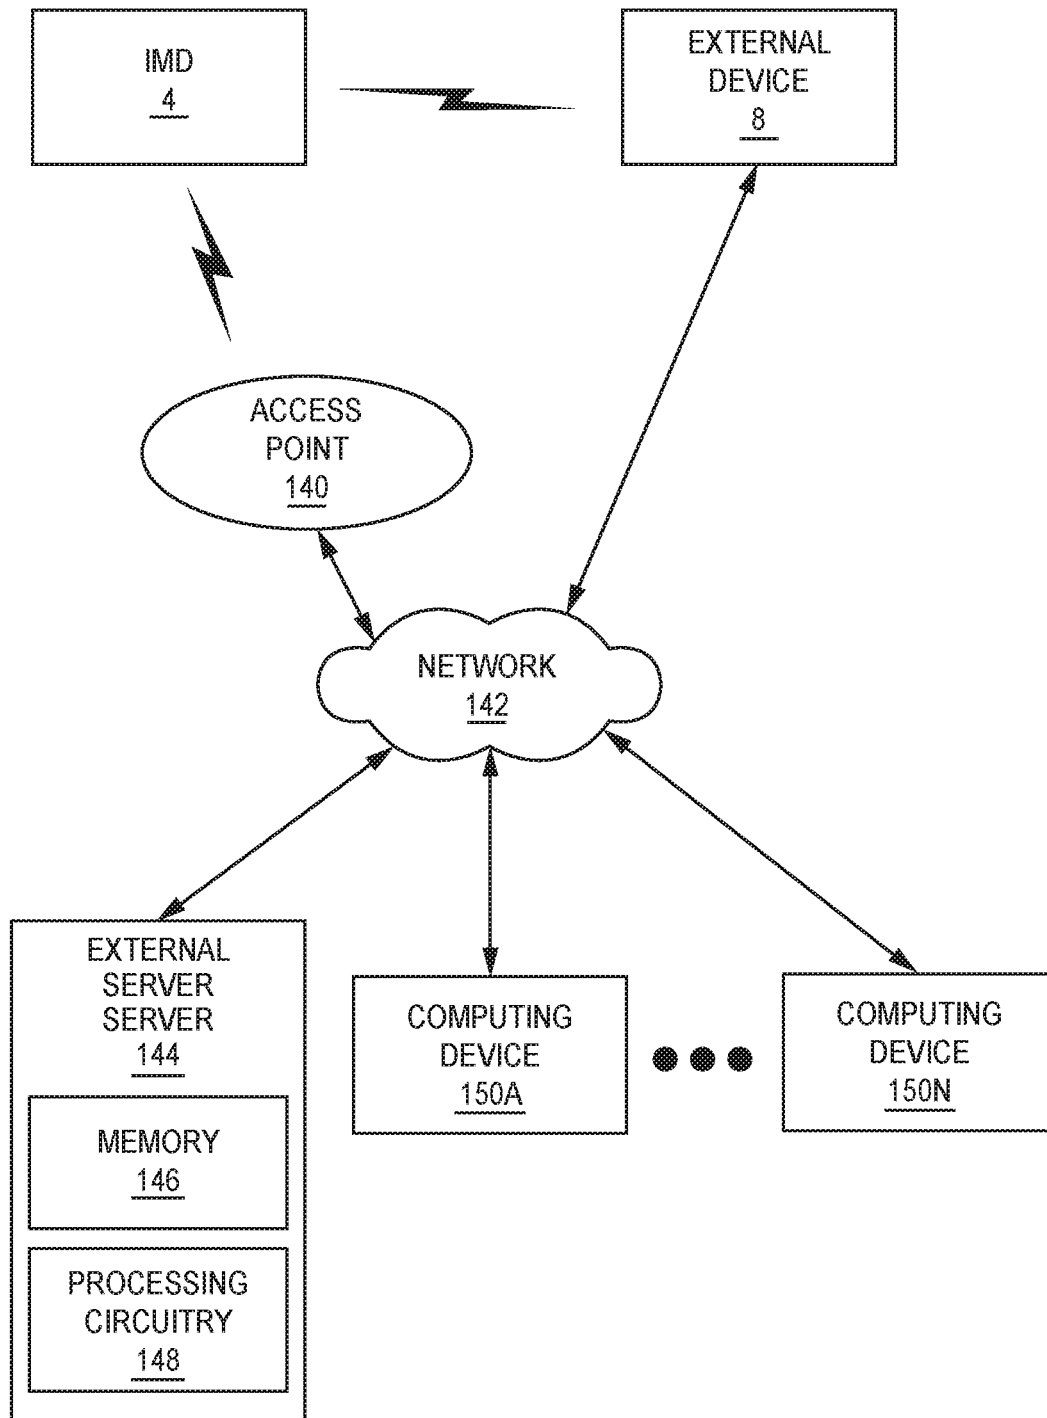 IMD
4
EXTERNAL
DEVICE
8
ACCESS
POINT
140
NETWORK
142
EXTERNAL
SERVER
SERVER
144
MEMORY
146
PROCESSING
CIRCUITRY
148
COMPUTING
DEVICE
150A
COMPUTING
DEVICE
150N